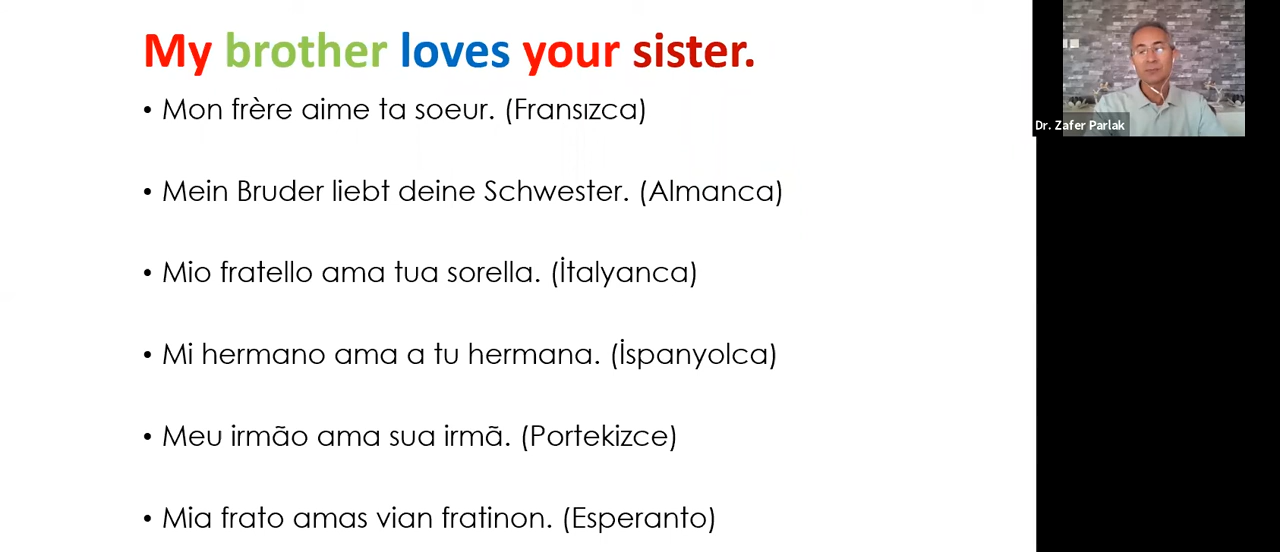 My brother loves your sister.
• Mon frère aime ta soeur. (Fransızca)
• Mein Bruder liebt deine Schwester. (Almanca)
• Mio fratello ama tua sorella. (İtalyanca)
• Mi hermano ama a tu hermana. (İspanyolca)
• Meu irmão ama sua irmã. (Portekizce)
• Mia frato amas vian fratinon. (Esperanto)
Dr. Zafer Parlak